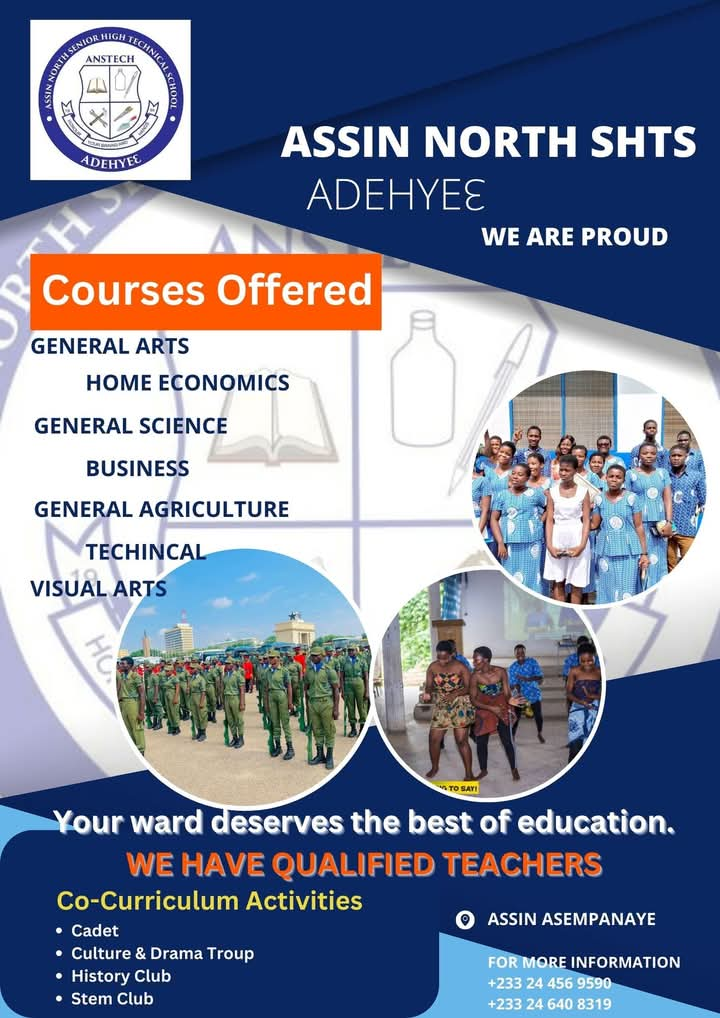 ASSIN NORTH SENIOR HIGH TECHNICAL SCHOOL
ANSTECH
ADEHYEƐ
ASSIN NORTH SHTS
ADEHYEƐ
WE ARE PROUD
Courses Offered
GENERAL ARTS
HOME ECONOMICS
GENERAL SCIENCE
BUSINESS
GENERAL AGRICULTURE
TECHINCAL
VISUAL ARTS
TO SAY!
Your ward deserves the best of education.
WE HAVE QUALIFIED TEACHERS
Co-Curriculum Activities
• Cadet
• Culture & Drama Troup
• History Club
• Stem Club
ASSIN ASEMPANAYE
FOR MORE INFORMATION
+233 24 456 9590
+233 24 640 8319